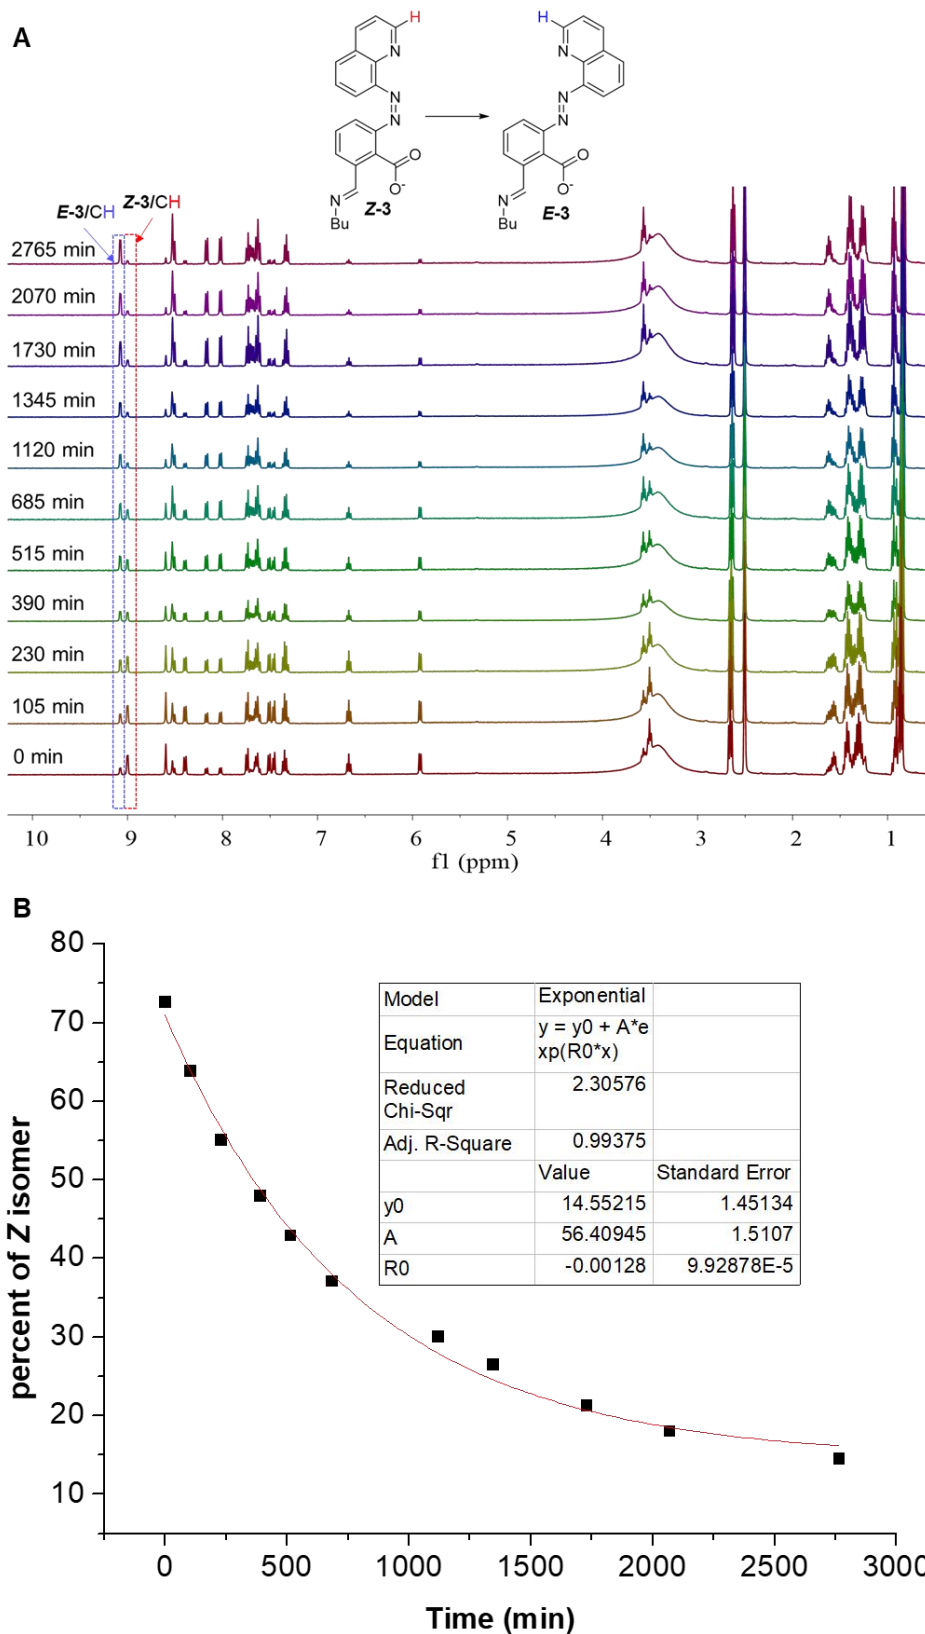 A
H
N
N
N
O
O-
N
Bu
Z-3
H
N
N
N
O
O-
N
Bu
E-3
E-3/CH
Z-3/CH
2765 min
2070 min
1730 min
1345 min
1120 min
685 min
515 min
390 min
230 min
105 min
0 min
10 9 8 7 6 5 4 3 2 1
f1 (ppm)
B
percent of Z isomer
80
70
60
50
40
30
20
10
Model Exponential
Equation y = y0 + A*e
xp(R0*x)
Reduced 2.30576
Chi-Sqr
Adj. R-Square 0.99375
Value Standard Error
y0 14.55215 1.45134
A 56.40945 1.5107
R0 -0.00128 9.92878E-5
0 500 1000 1500 2000 2500 3000
Time (min)